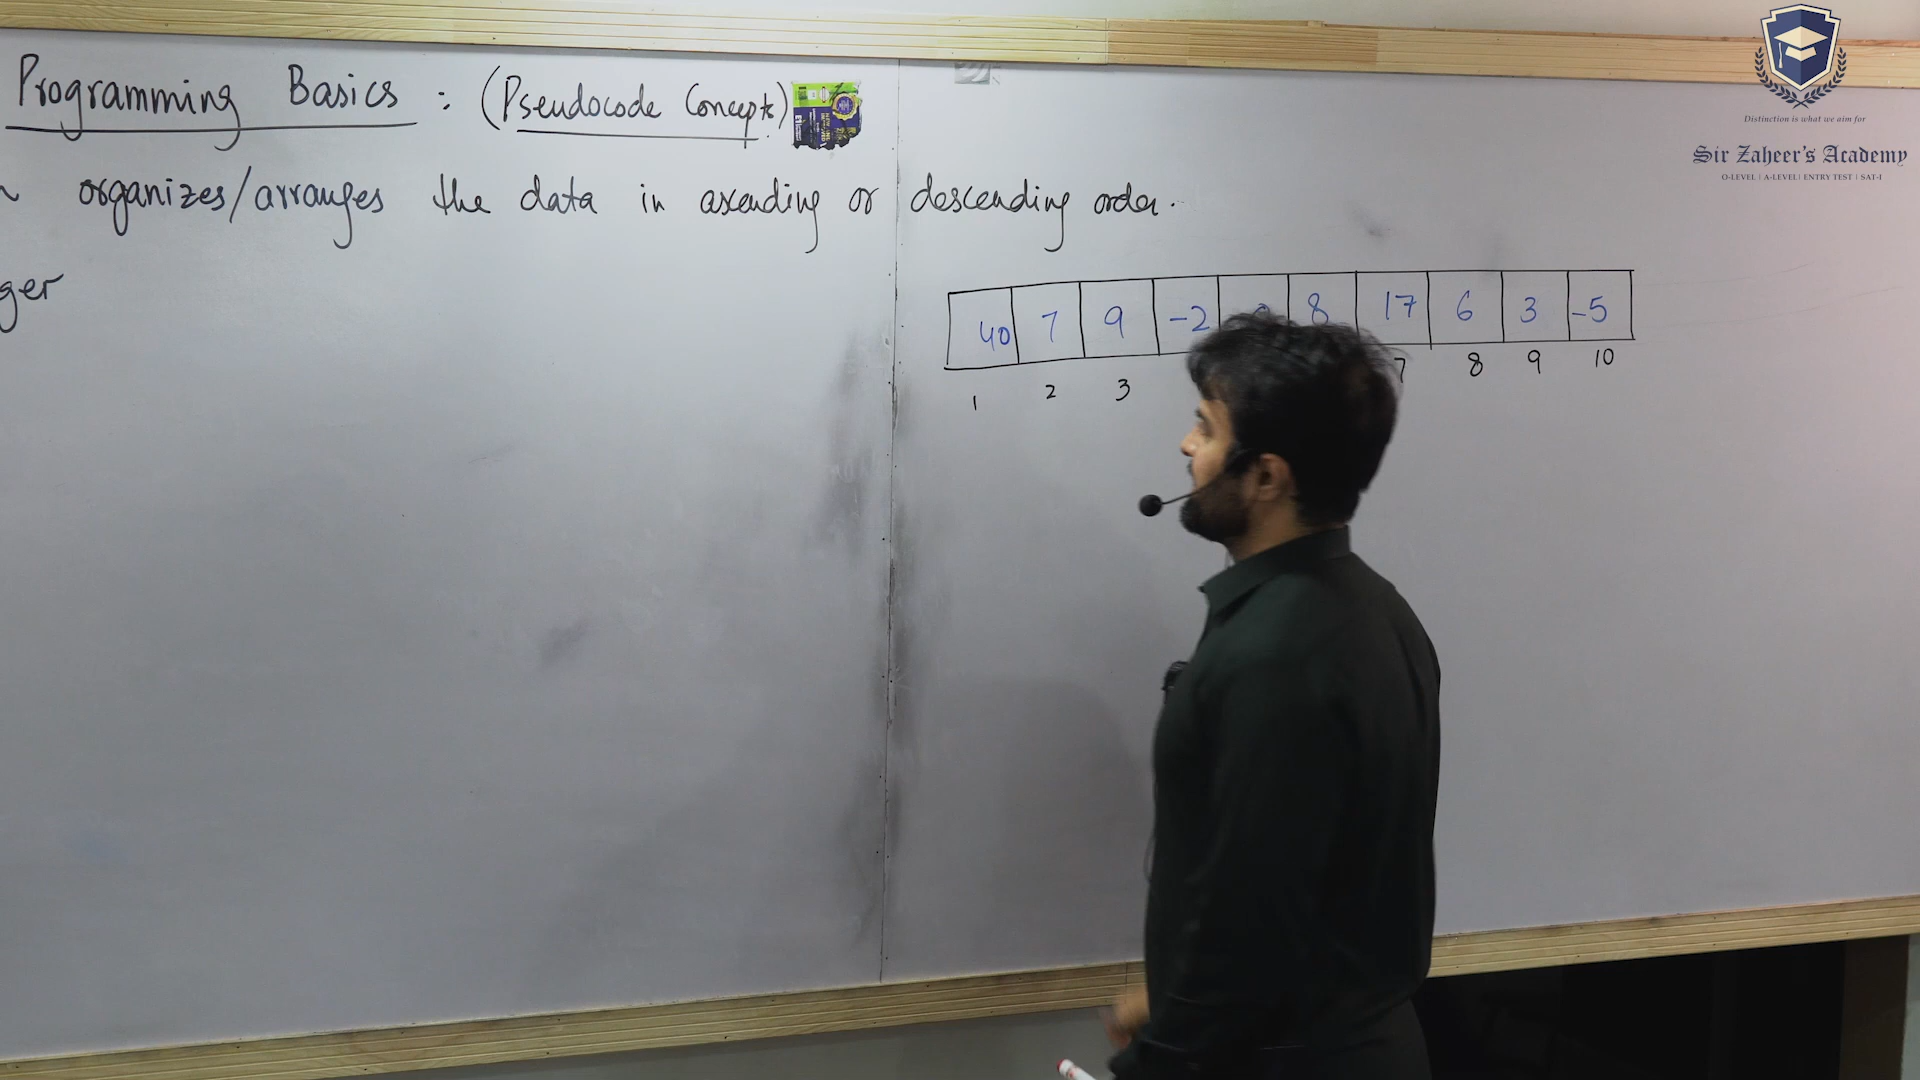 Programming Basics : (Pseudocode Concepts)
organizes/arranges the data in ascending or descending order.
ger
40 7 9 -2 8 17 6 3 -5
1 2 3 7 8 9 10
Distinction is what we aim for
Sir Zaheer's Academy
O-LEVEL | A-LEVEL | ENTRY TEST | SAT-I